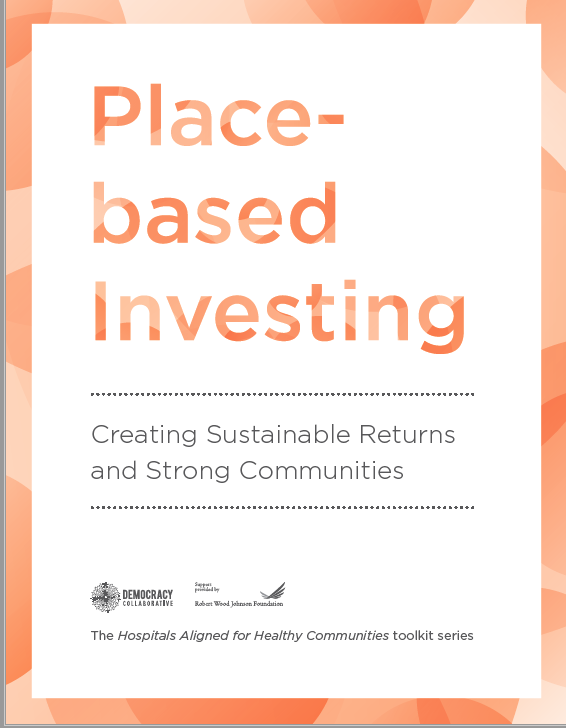 Place-
based
Investing
Creating Sustainable Returns
and Strong Communities
DEMOCRACY
COLLABORATIVE
Support
provided by
Robert Wood Johnson Foundation
The Hospitals Aligned for Healthy Communities toolkit series